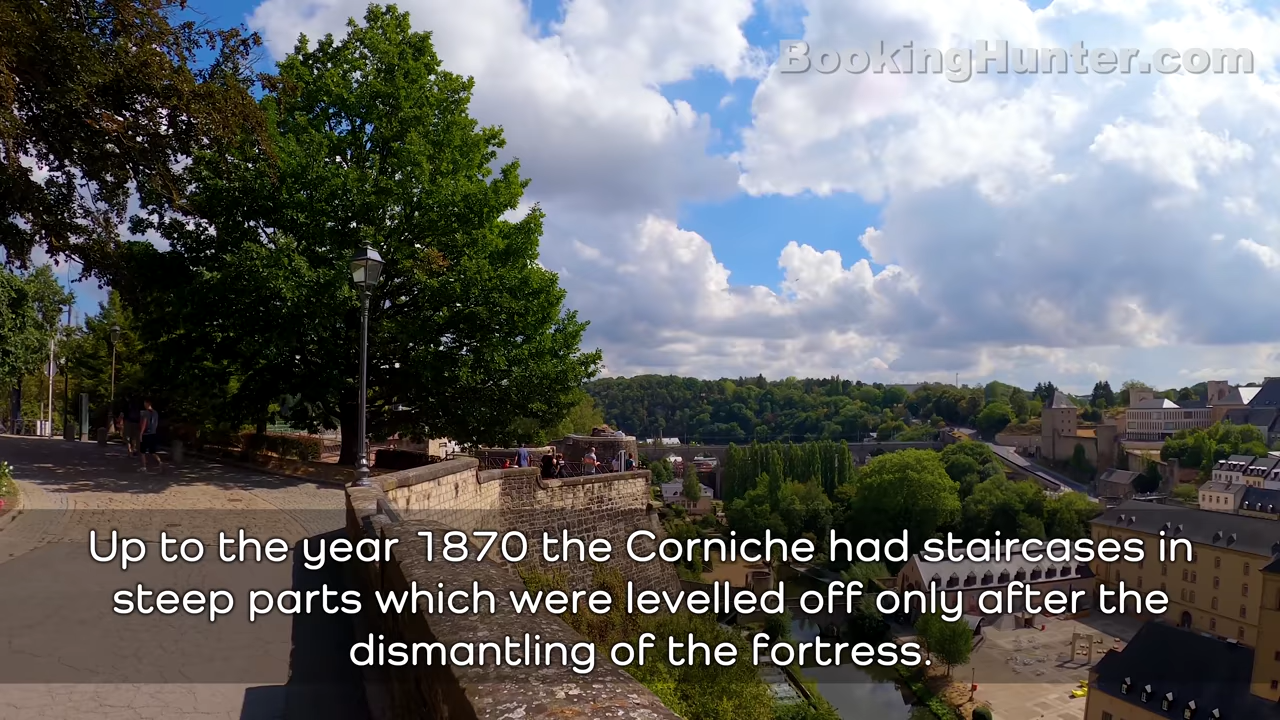 BookingHunter.com
Up to the year 1870 the Corniche had staircases in
steep parts which were levelled off only after the
dismantling of the fortress.